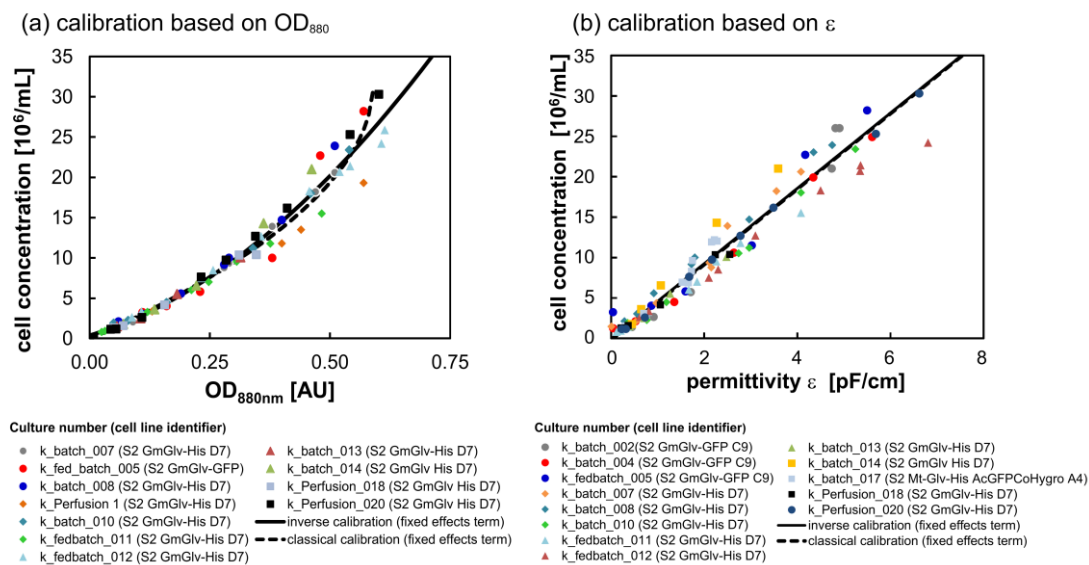 (a) calibration based on OD880
(b) calibration based on ε
cell concentration [10⁶/mL]
35
30
25
20
15
10
5
0
0.00 0.25 0.50 0.75
OD880nm [AU]
cell concentration [10⁶/mL]
35
30
25
20
15
10
5
0
0 2 4 6 8
permittivity ε [pF/cm]
Culture number (cell line identifier)
k_batch_007 (S2 GmGlv-His D7)
k_fed_batch_005 (S2 GmGlv-GFP)
k_batch_008 (S2 GmGlv-His D7)
k_Perfusion 1 (S2 GmGlv-His D7)
k_batch_010 (S2 GmGlv-His D7)
k_fedbatch_011 (S2 GmGlv-His D7)
k_fedbatch_012 (S2 GmGlv-His D7)
k_batch_013 (S2 GmGlv-His D7)
k_batch_014 (S2 GmGlv His D7)
k_Perfusion_018 (S2 GmGlv His D7)
k_Perfusion_020 (S2 GmGlv His D7)
inverse calibration (fixed effects term)
classical calibration (fixed effects term)
Culture number (cell line identifier)
k_batch_002(S2 GmGlv-GFP C9)
k_batch_004 (S2 GmGlv-GFP C9)
k_fedbatch_005 (S2 GmGlv-GFP C9)
k_batch_007 (S2 GmGlv-His D7)
k_batch_008 (S2 GmGlv-His D7)
k_batch_010 (S2 GmGlv-His D7)
k_fedbatch_011 (S2 GmGlv-His D7)
k_fedbatch_012 (S2 GmGlv-His D7)
k_batch_013 (S2 GmGlv-His D7)
k_batch_014 (S2 GmGlv His D7)
k_batch_017 (S2 Mt-Glv-His AcGFPCoHygro A4)
k_Perfusion_018 (S2 GmGlv-His D7)
k_Perfusion_020 (S2 GmGlv-His D7)
inverse calibration (fixed effects term)
classical calibration (fixed effects term)